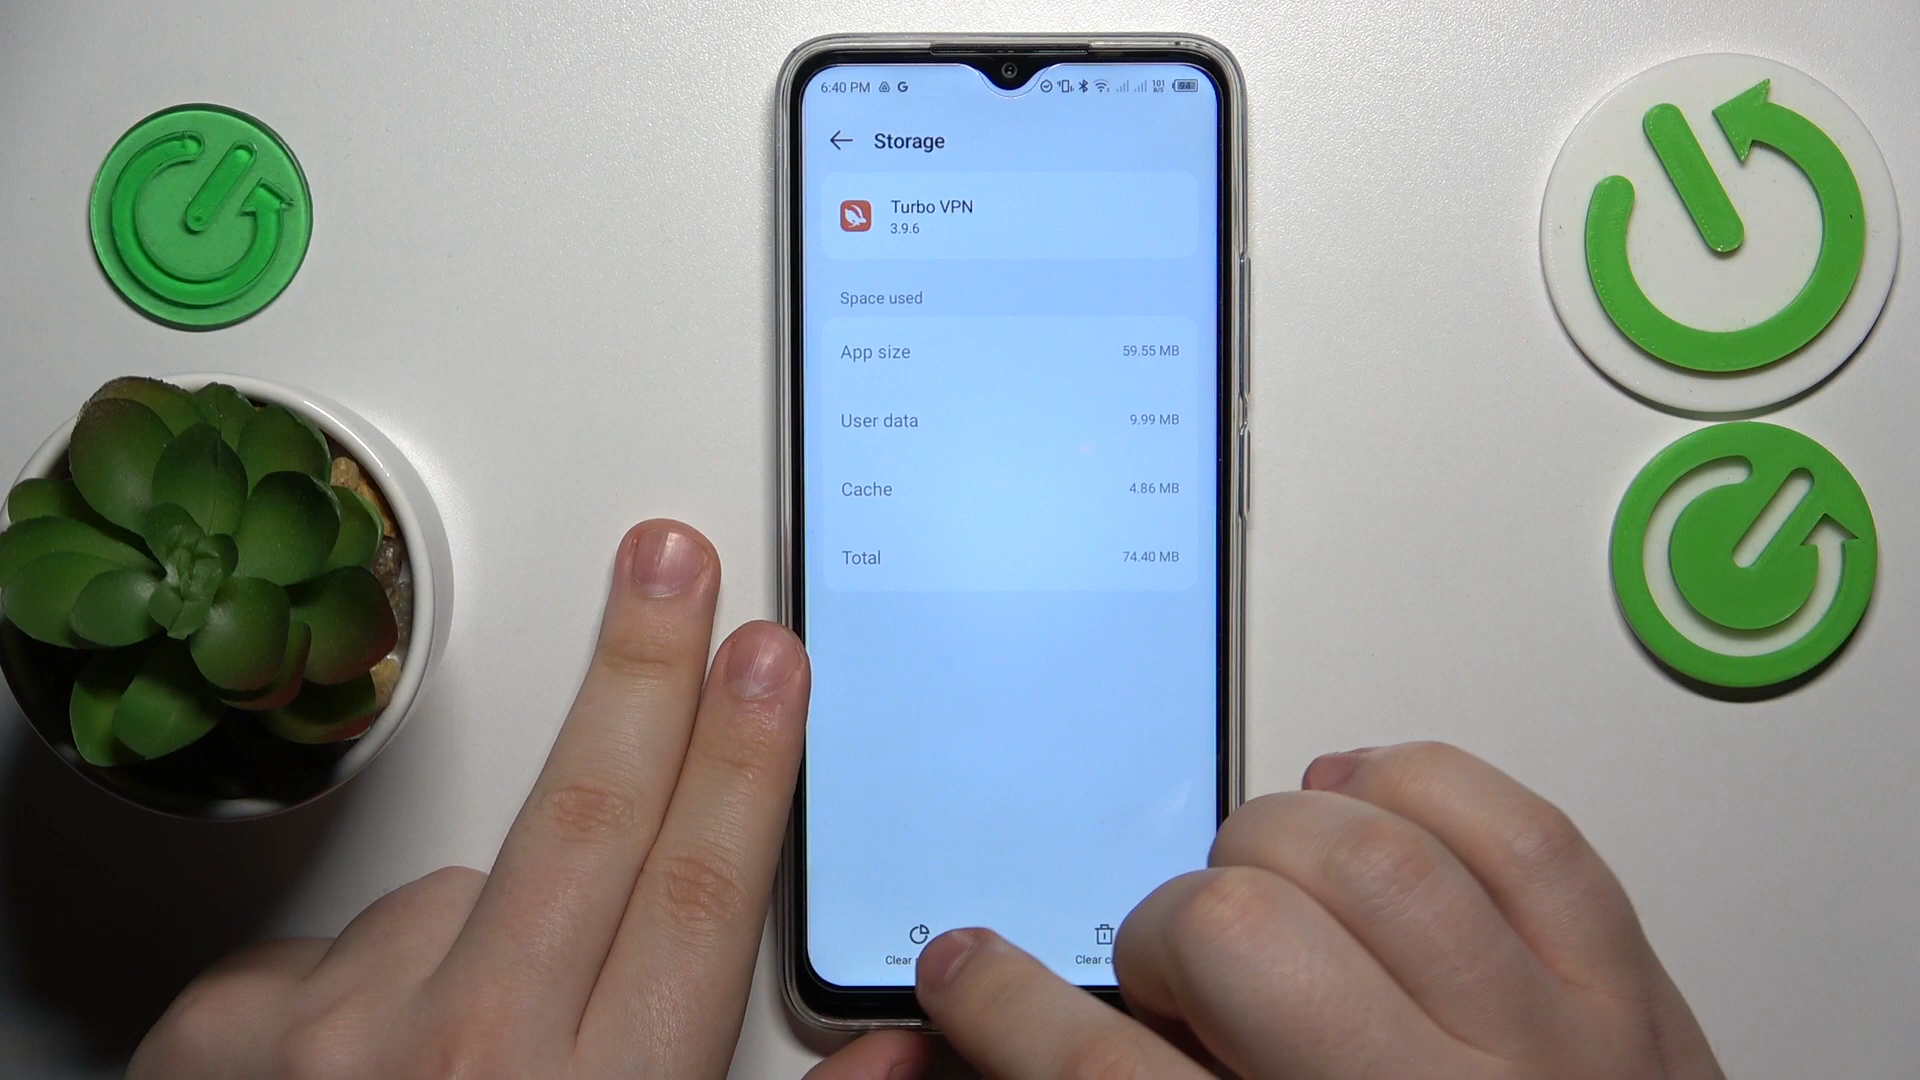 6:40 PM
Storage
Turbo VPN
3.9.6
Space used
App size 59.55 MB
User data 9.99 MB
Cache 4.86 MB
Total 74.40 MB
Clear
Clear